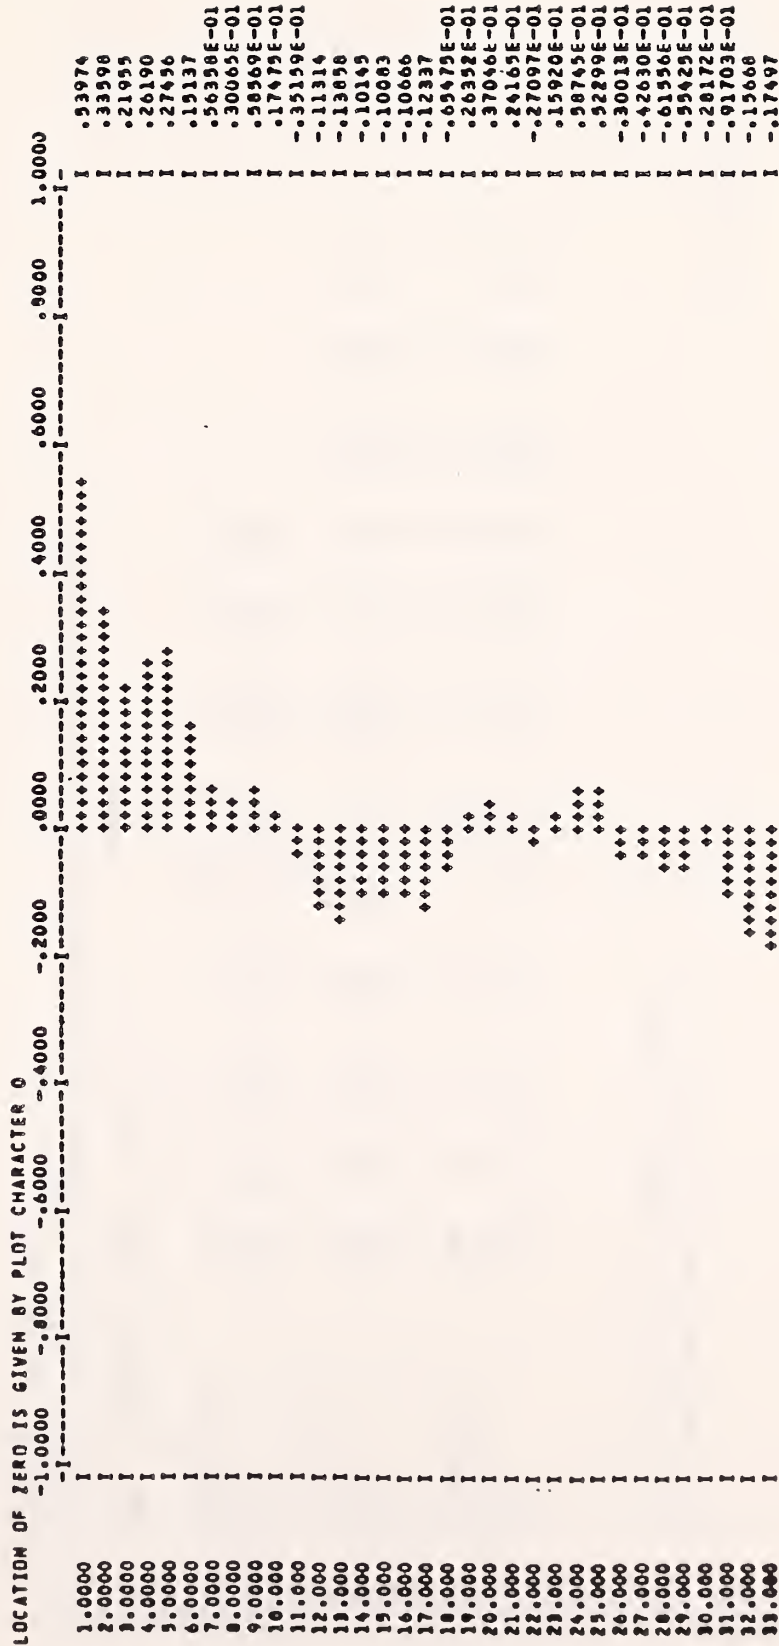 LOCATION OF ZERO IS GIVEN BY PLOT CHARACTER 0
-1.0000 -.8000 -.6000 -.4000 -.2000 .0000 .2000 .4000 .6000 .8000 1.0000
-I---------I---------I---------I---------I---------I---------I---------I---------I---------I---------I-
1.0000 I I .53974
2.0000 I I .33598
3.0000 I I .21955
4.0000 I I .26190
5.0000 I I .27456
6.0000 I I .15137
7.0000 I I .56358E-01
8.0000 I I .30065E-01
9.0000 I I .58569E-01
10.000 I I .17475E-01
11.000 I I -.35159E-01
12.000 I I -.11314
13.000 I I -.13858
14.000 I I -.10145
15.000 I I -.10083
16.000 I I -.10666
17.000 I I -.12337
18.000 I I -.65475E-01
19.000 I I .26352E-01
20.000 I I .37046E-01
21.000 I I .24165E-01
22.000 I I -.27097E-01
23.000 I I .15920E-01
24.000 I I .58745E-01
25.000 I I .52299E-01
26.000 I I -.30013E-01
27.000 I I -.42630E-01
28.000 I I -.61556E-01
29.000 I I -.55425E-01
30.000 I I -.28172E-01
31.000 I I -.91703E-01
32.000 I I -.15668
33.000 I I -.17497